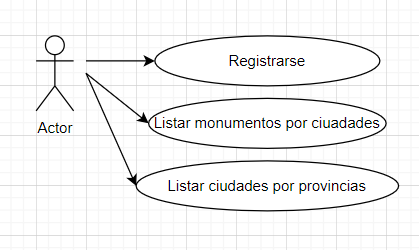 Registrarse
Actor
Listar monumentos por ciuadades
Listar ciudades por provincias